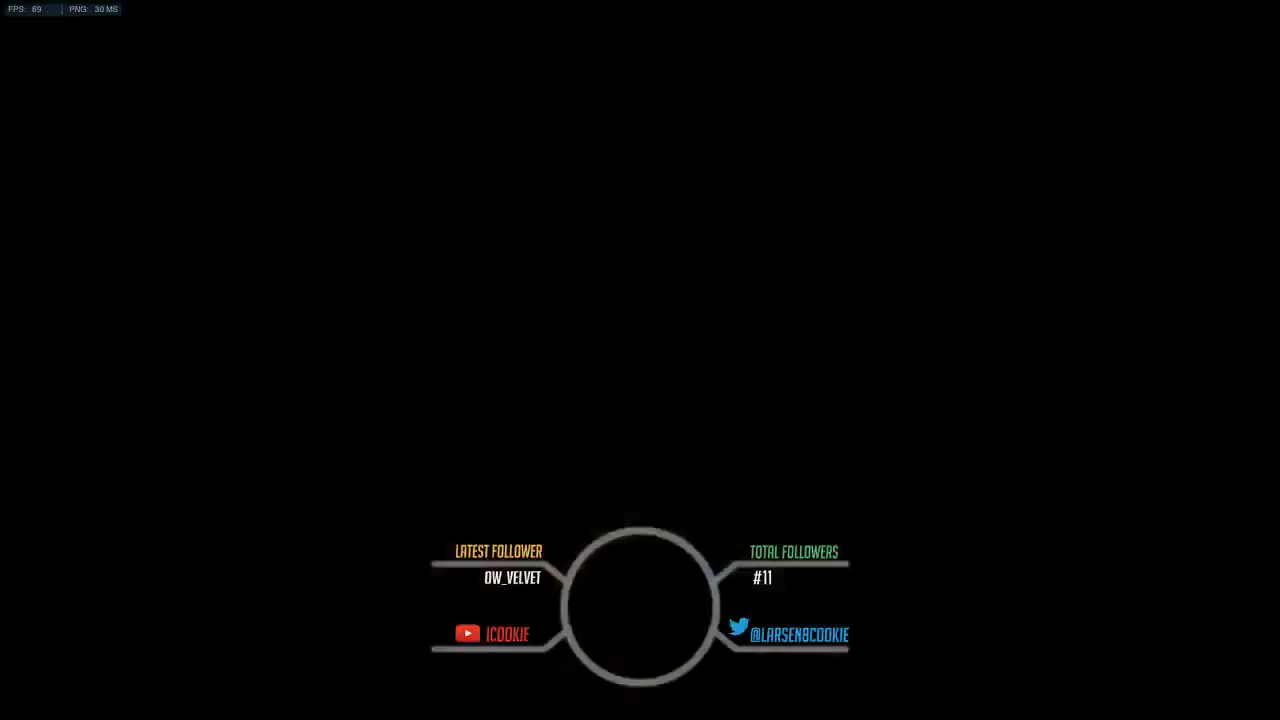 FPS: 69 | PNG: 30 MS
LATEST FOLLOWER
OW_VELVET
TOTAL FOLLOWERS
#11
ICOOKIE
@LARSEN8COOKIE